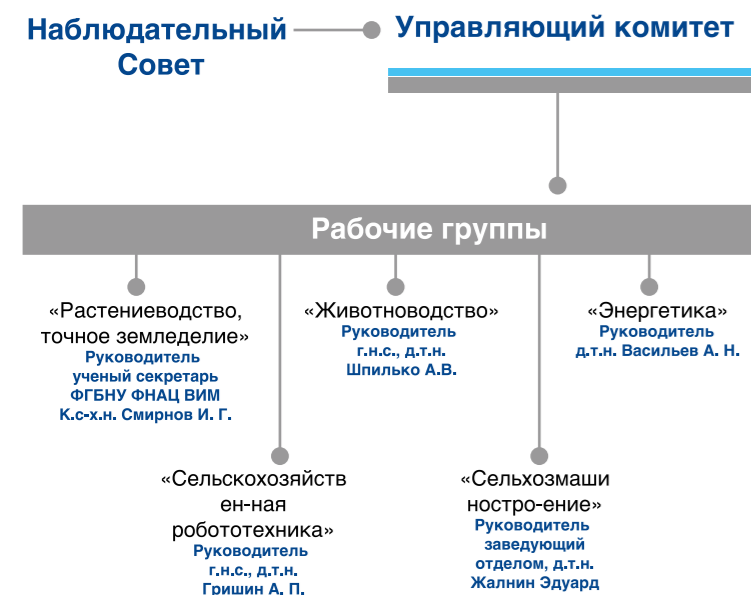 Наблюдательный
Совет
Управляющий комитет
Рабочие группы
«Растениеводство,
точное земледелие»
Руководитель
ученый секретарь
ФГБНУ ФНАЦ ВИМ
К.с-х.н. Смирнов И. Г.
«Животноводство»
Руководитель
г.н.с., д.т.н.
Шпилько А.В.
«Энергетика»
Руководитель
д.т.н. Васильев А. Н.
«Сельскохозяйств
ен-ная
робототехника»
Руководитель
г.н.с., д.т.н.
Гришин А. П.
«Сельхозмаши
ностро-ение»
Руководитель
заведующий
отделом, д.т.н.
Жалнин Эдуард